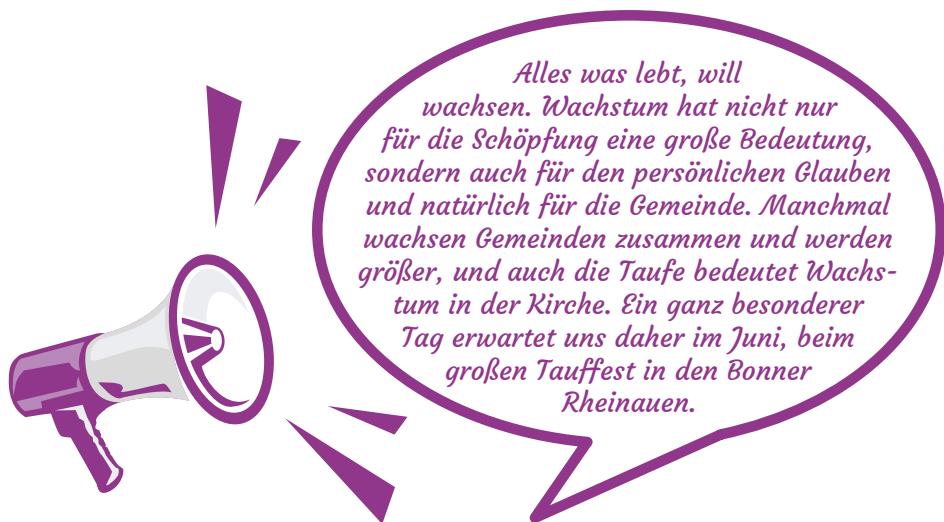 Alles was lebt, will
wachsen. Wachstum hat nicht nur
für die Schöpfung eine große Bedeutung,
sondern auch für den persönlichen Glauben
und natürlich für die Gemeinde. Manchmal
wachsen Gemeinden zusammen und werden
größer, und auch die Taufe bedeutet Wachs-
tum in der Kirche. Ein ganz besonderer
Tag erwartet uns daher im Juni, beim
großen Tauffest in den Bonner
Rheinauen.